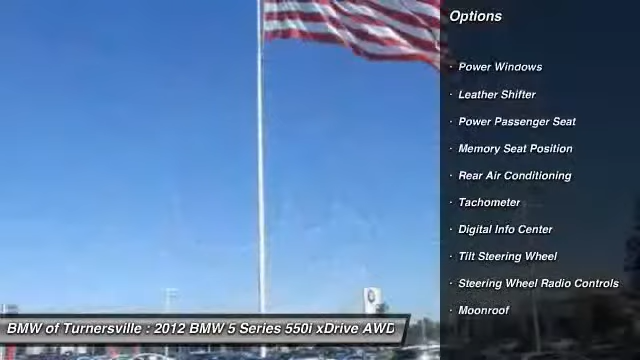 Options
· Power Windows
· Leather Shifter
· Power Passenger Seat
· Memory Seat Position
· Rear Air Conditioning
· Tachometer
· Digital Info Center
· Tilt Steering Wheel
· Steering Wheel Radio Controls
· Moonroof
BMW of Turnersville : 2012 BMW 5 Series 550i xDrive AWD